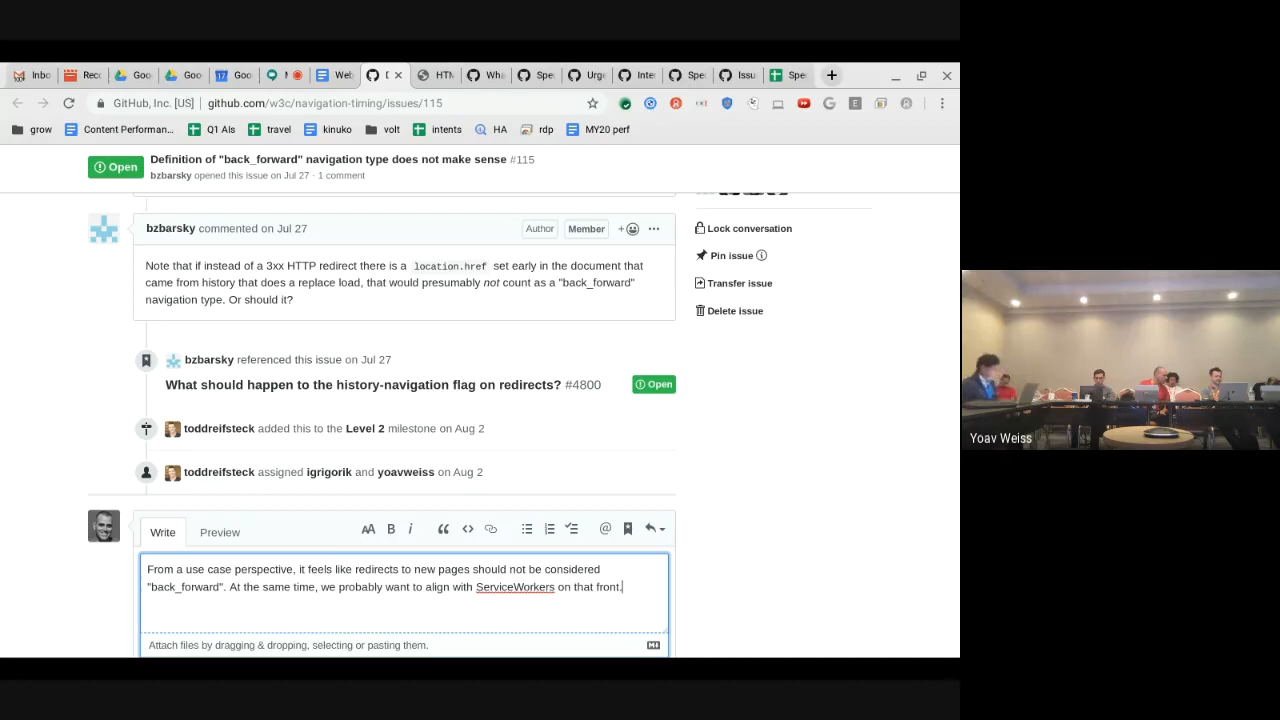 Inbo
Reco
Goo
Goo
Goo
Web
HTM
Wha
Spe
Urge
Inter
Spe
Issu
Spe
GitHub, Inc. [US] | github.com/w3c/navigation-timing/issues/115
grow
Content Performan...
Q1 AIs
travel
kinuko
volt
intents
HA
rdp
MY20 perf
Open
Definition of "back_forward" navigation type does not make sense #115
bzbarsky opened this issue on Jul 27 · 1 comment
bzbarsky commented on Jul 27
Author
Member
Note that if instead of a 3xx HTTP redirect there is a location.href set early in the document that
came from history that does a replace load, that would presumably not count as a "back_forward"
navigation type. Or should it?
bzbarsky referenced this issue on Jul 27
What should happen to the history-navigation flag on redirects? #4800
Open
toddreifsteck added this to the Level 2 milestone on Aug 2
toddreifsteck assigned igrigorik and yoavweiss on Aug 2
Lock conversation
Pin issue
Transfer issue
Delete issue
Write
Preview
AA B i
From a use case perspective, it feels like redirects to new pages should not be considered
"back_forward". At the same time, we probably want to align with ServiceWorkers on that front.
Attach files by dragging & dropping, selecting or pasting them.
Yoav Weiss